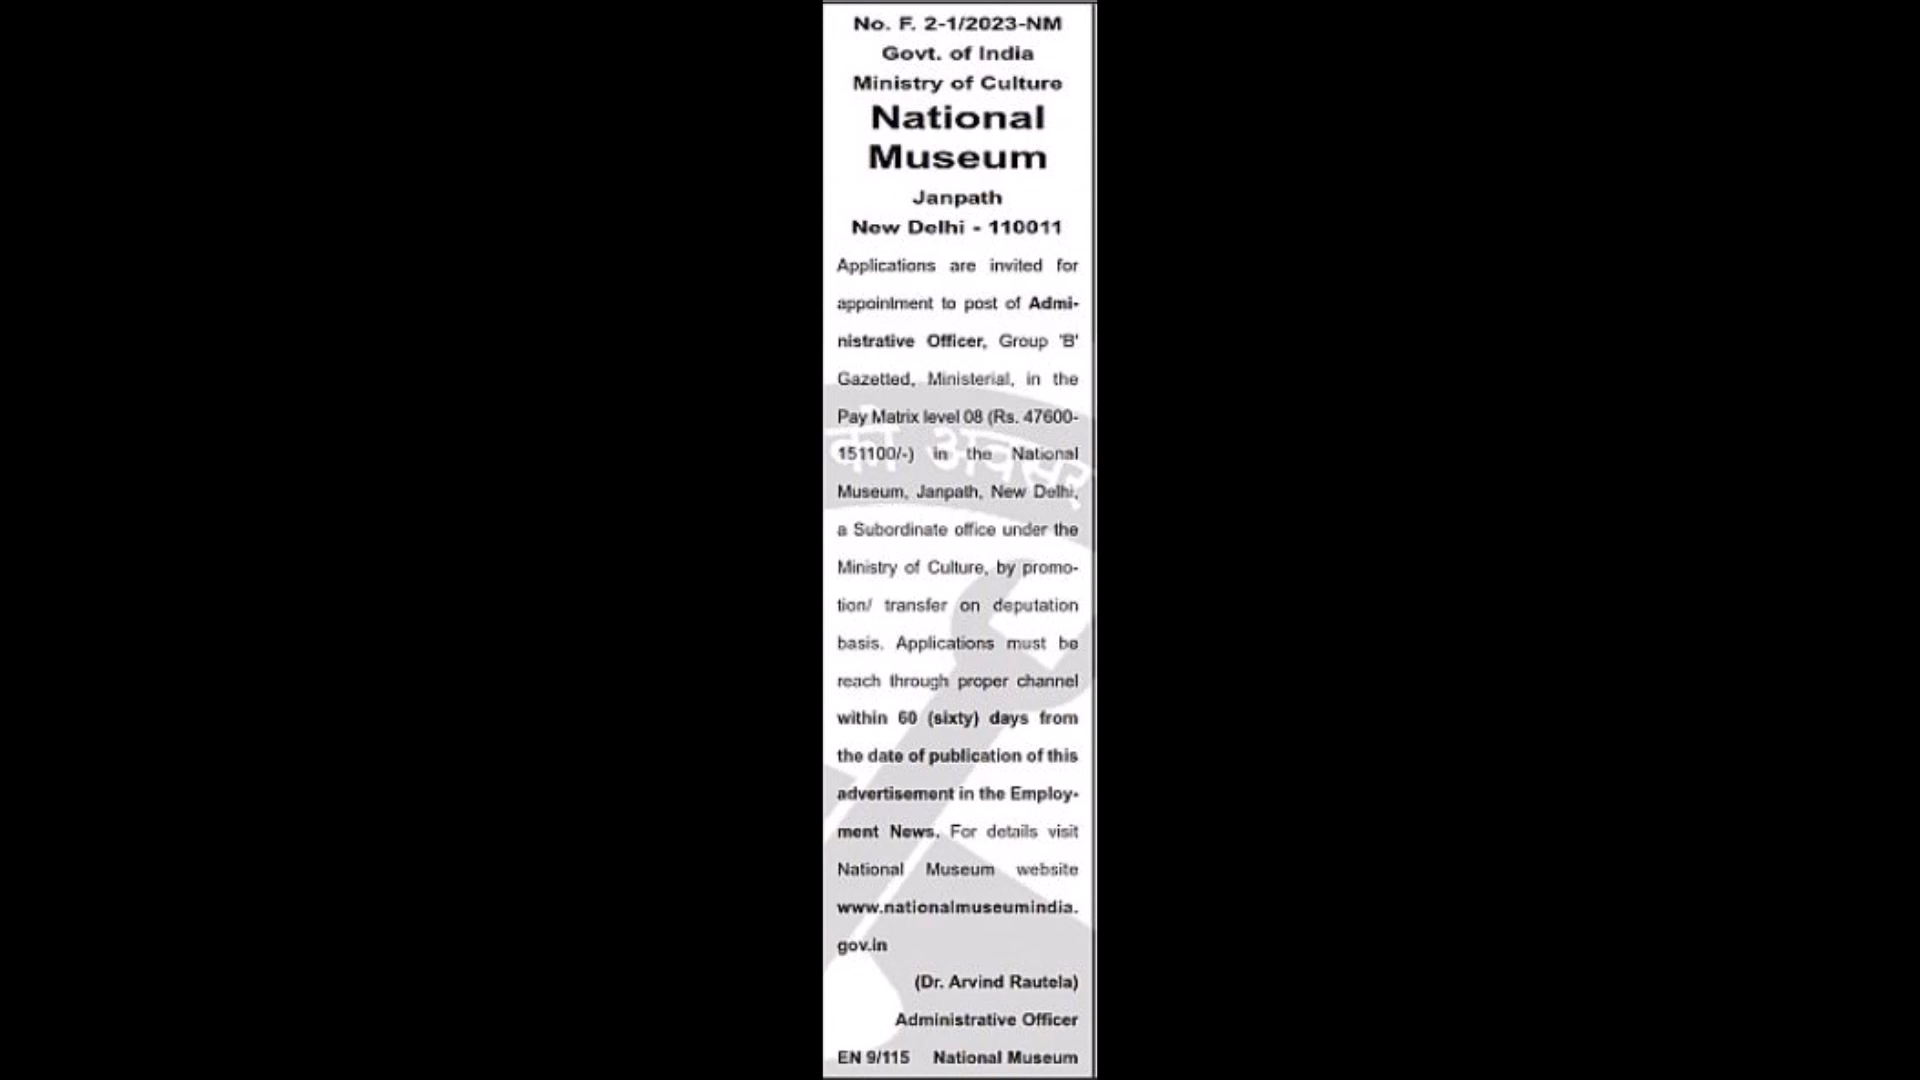 No. F. 2-1/2023-NM
Govt. of India
Ministry of Culture
National
Museum
Janpath
New Delhi - 110011
Applications are invited for
appointment to post of Admi-
nistrative Officer, Group 'B'
Gazetted, Ministerial, in the
Pay Matrix level 08 (Rs. 47600-
151100/-) in the National
Museum, Janpath, New Delhi,
a Subordinate office under the
Ministry of Culture, by promo-
tion/ transfer on deputation
basis. Applications must be
reach through proper channel
within 60 (sixty) days from
the date of publication of this
advertisement in the Employ-
ment News. For details visit
National Museum website
www.nationalmuseumindia.
gov.in
(Dr. Arvind Rautela)
Administrative Officer
EN 9/115 National Museum
की अवसर